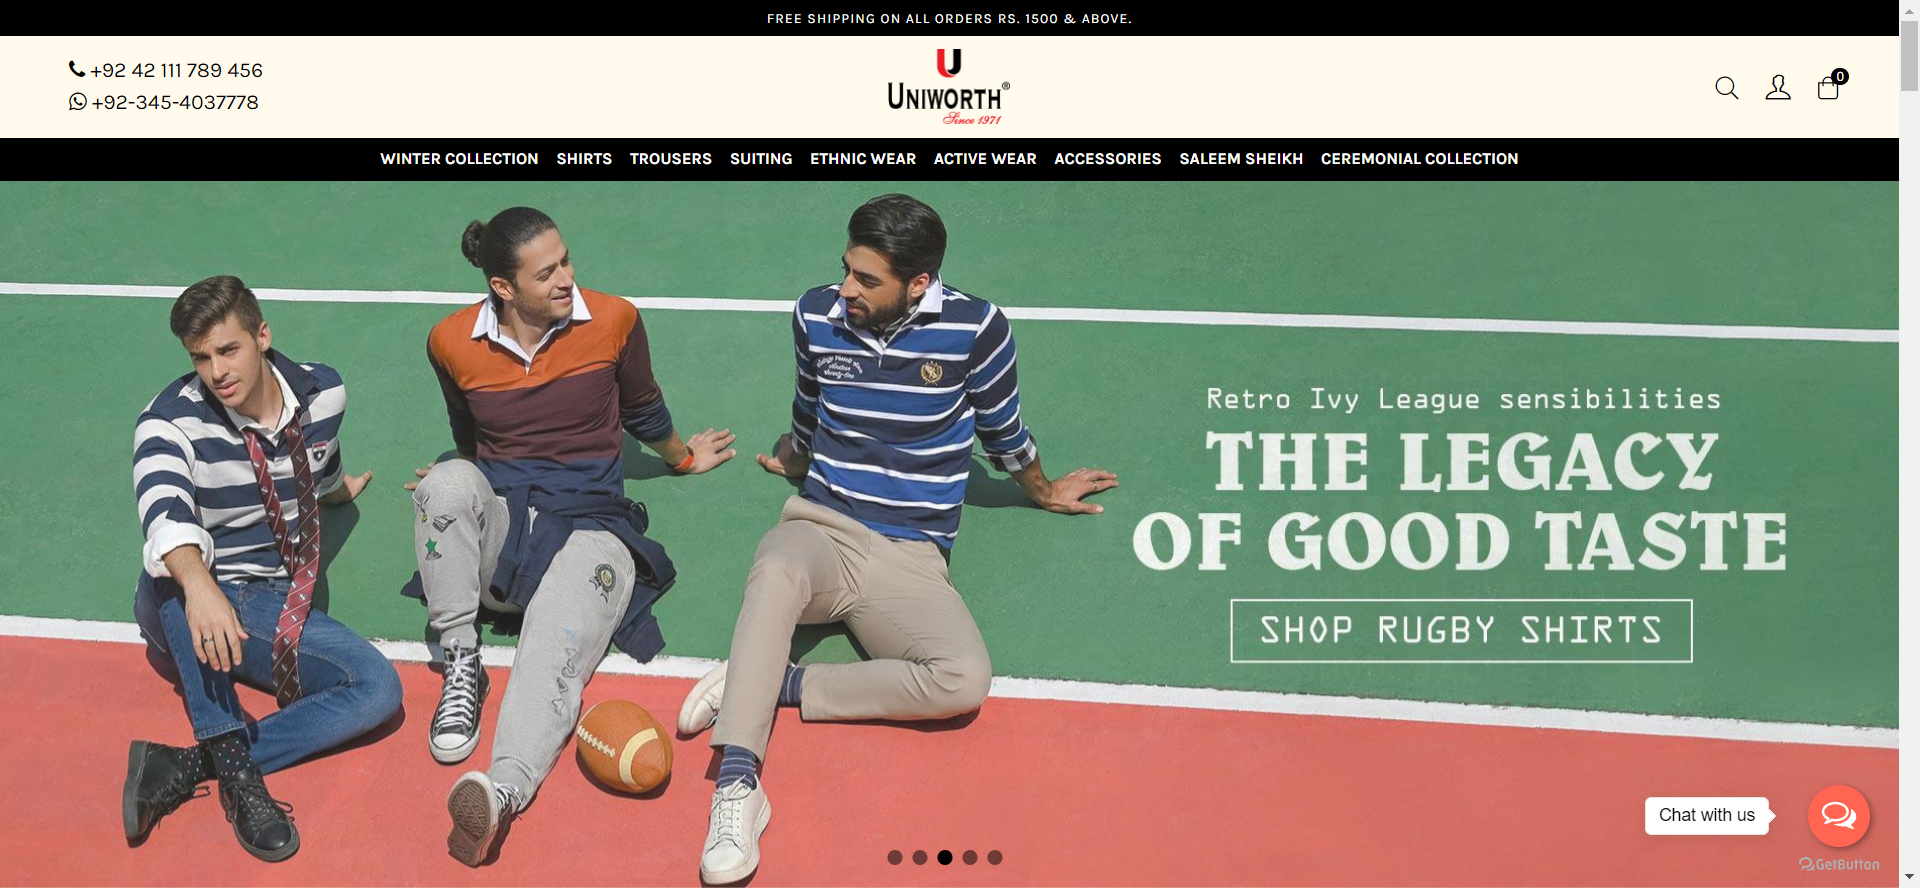 FREE SHIPPING ON ALL ORDERS RS. 1500 & ABOVE.
+92 42 111 789 456
+92-345-4037778
U
UNIWORTH®
Since 1971
0
WINTER COLLECTION SHIRTS TROUSERS SUITING ETHNIC WEAR ACTIVE WEAR ACCESSORIES SALEEM SHEIKH CEREMONIAL COLLECTION
Retro Ivy League sensibilities
THE LEGACY
OF GOOD TASTE
SHOP RUGBY SHIRTS
Chat with us
GetButton